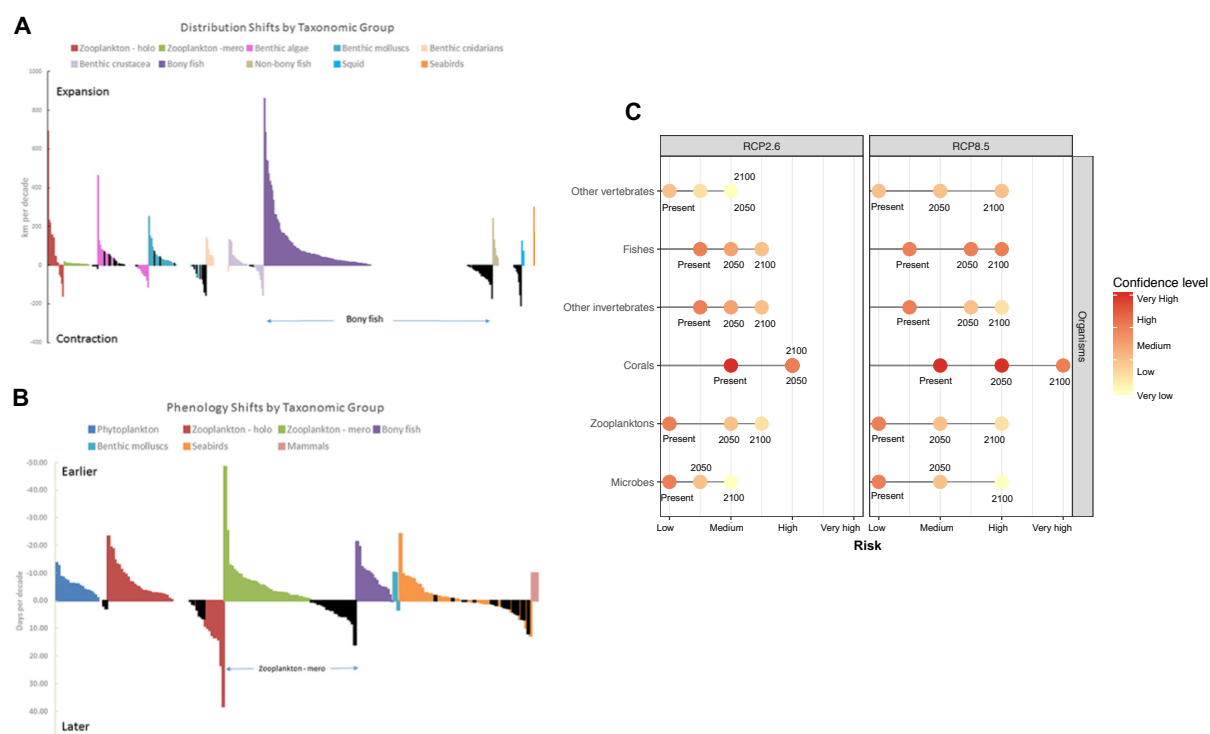 A
Distribution Shifts by Taxonomic Group
Zooplankton - holo Zooplankton -mero Benthic algae Benthic molluscs Benthic cnidarians
Benthic crustacea Bony fish Non-bony fish Squid Seabirds
1000
Expansion
800
600
400
200
0
-200
-400
km per decade
Bony fish
Contraction
B
Phenology Shifts by Taxonomic Group
Phytoplankton Zooplankton - holo Zooplankton - mero Bony fish
Benthic molluscs Seabirds Mammals
-50.00
Earlier
-40.00
-30.00
-20.00
-10.00
0.00
10.00
20.00
30.00
40.00
Days per decade
Zooplankton - mero
Later
C
RCP2.6 RCP8.5
Other vertebrates
2100
Present 2050
Present 2050 2100
Fishes
Present 2050 2100
Present 2050 2100
Other invertebrates
Present 2050 2100
Present 2050 2100
Corals
2100
Present 2050
Present 2050 2100
Zooplanktons
Present 2050 2100
Present 2050 2100
Microbes
2050
Present 2100
2050
Present 2100
Low Medium High Very high Low Medium High Very high
Risk
Organisms
Confidence level
Very High
High
Medium
Low
Very low